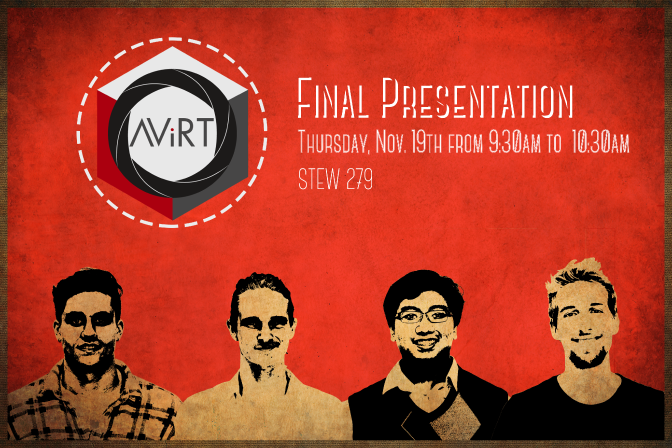 AViRT
Final Presentation
Thursday, Nov. 19th from 9:30am to 10:30am
STEW 279